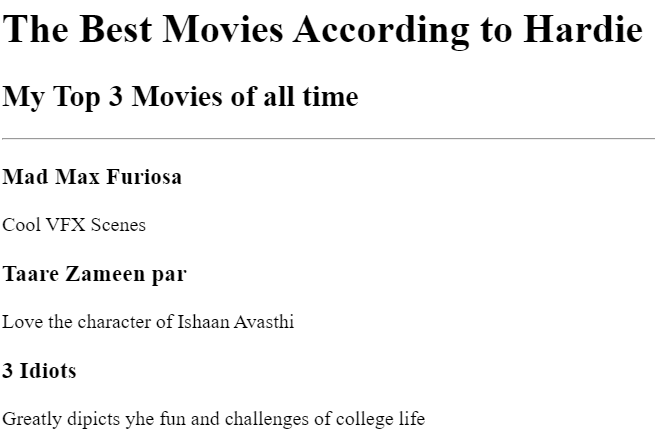 The Best Movies According to Hardie
My Top 3 Movies of all time
Mad Max Furiosa
Cool VFX Scenes
Taare Zameen par
Love the character of Ishaan Avasthi
3 Idiots
Greatly dipicts yhe fun and challenges of college life